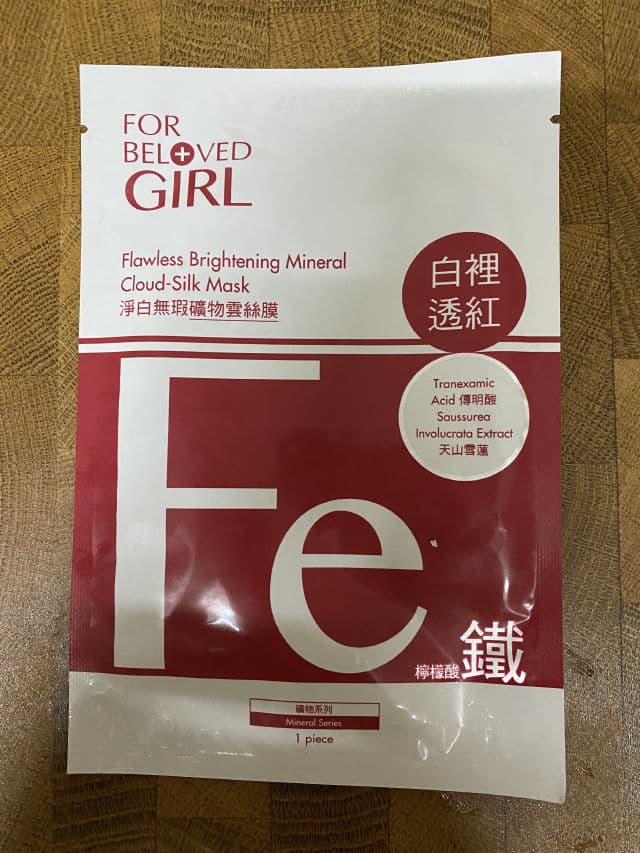 FOR
BELOVED
GIRL
Flawless Brightening Mineral
Cloud-Silk Mask
淨白無瑕礦物雲絲膜
白裡
透紅
Tranexamic
Acid 傳明酸
Saussurea
Involucrata Extract
天山雪蓮
Fe
檸檬酸鐵
礦物系列
Mineral Series
1 piece